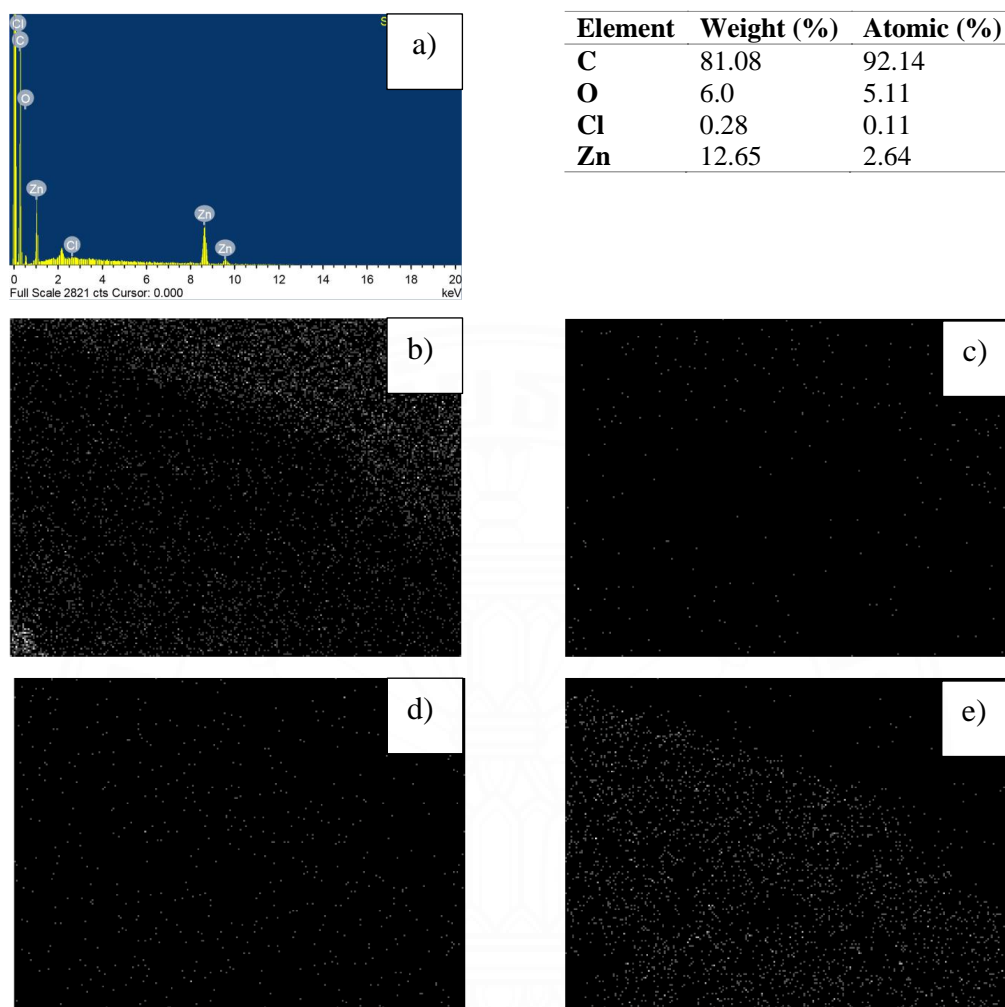 Cl
C
a)
O
Zn
Zn
Cl
Zn
0 2 4 6 8 10 12 14 16 18 20
Full Scale 2821 cts Cursor: 0.000 keV
Element Weight (%) Atomic (%)
C 81.08 92.14
O 6.0 5.11
Cl 0.28 0.11
Zn 12.65 2.64
b)
c)
d)
e)